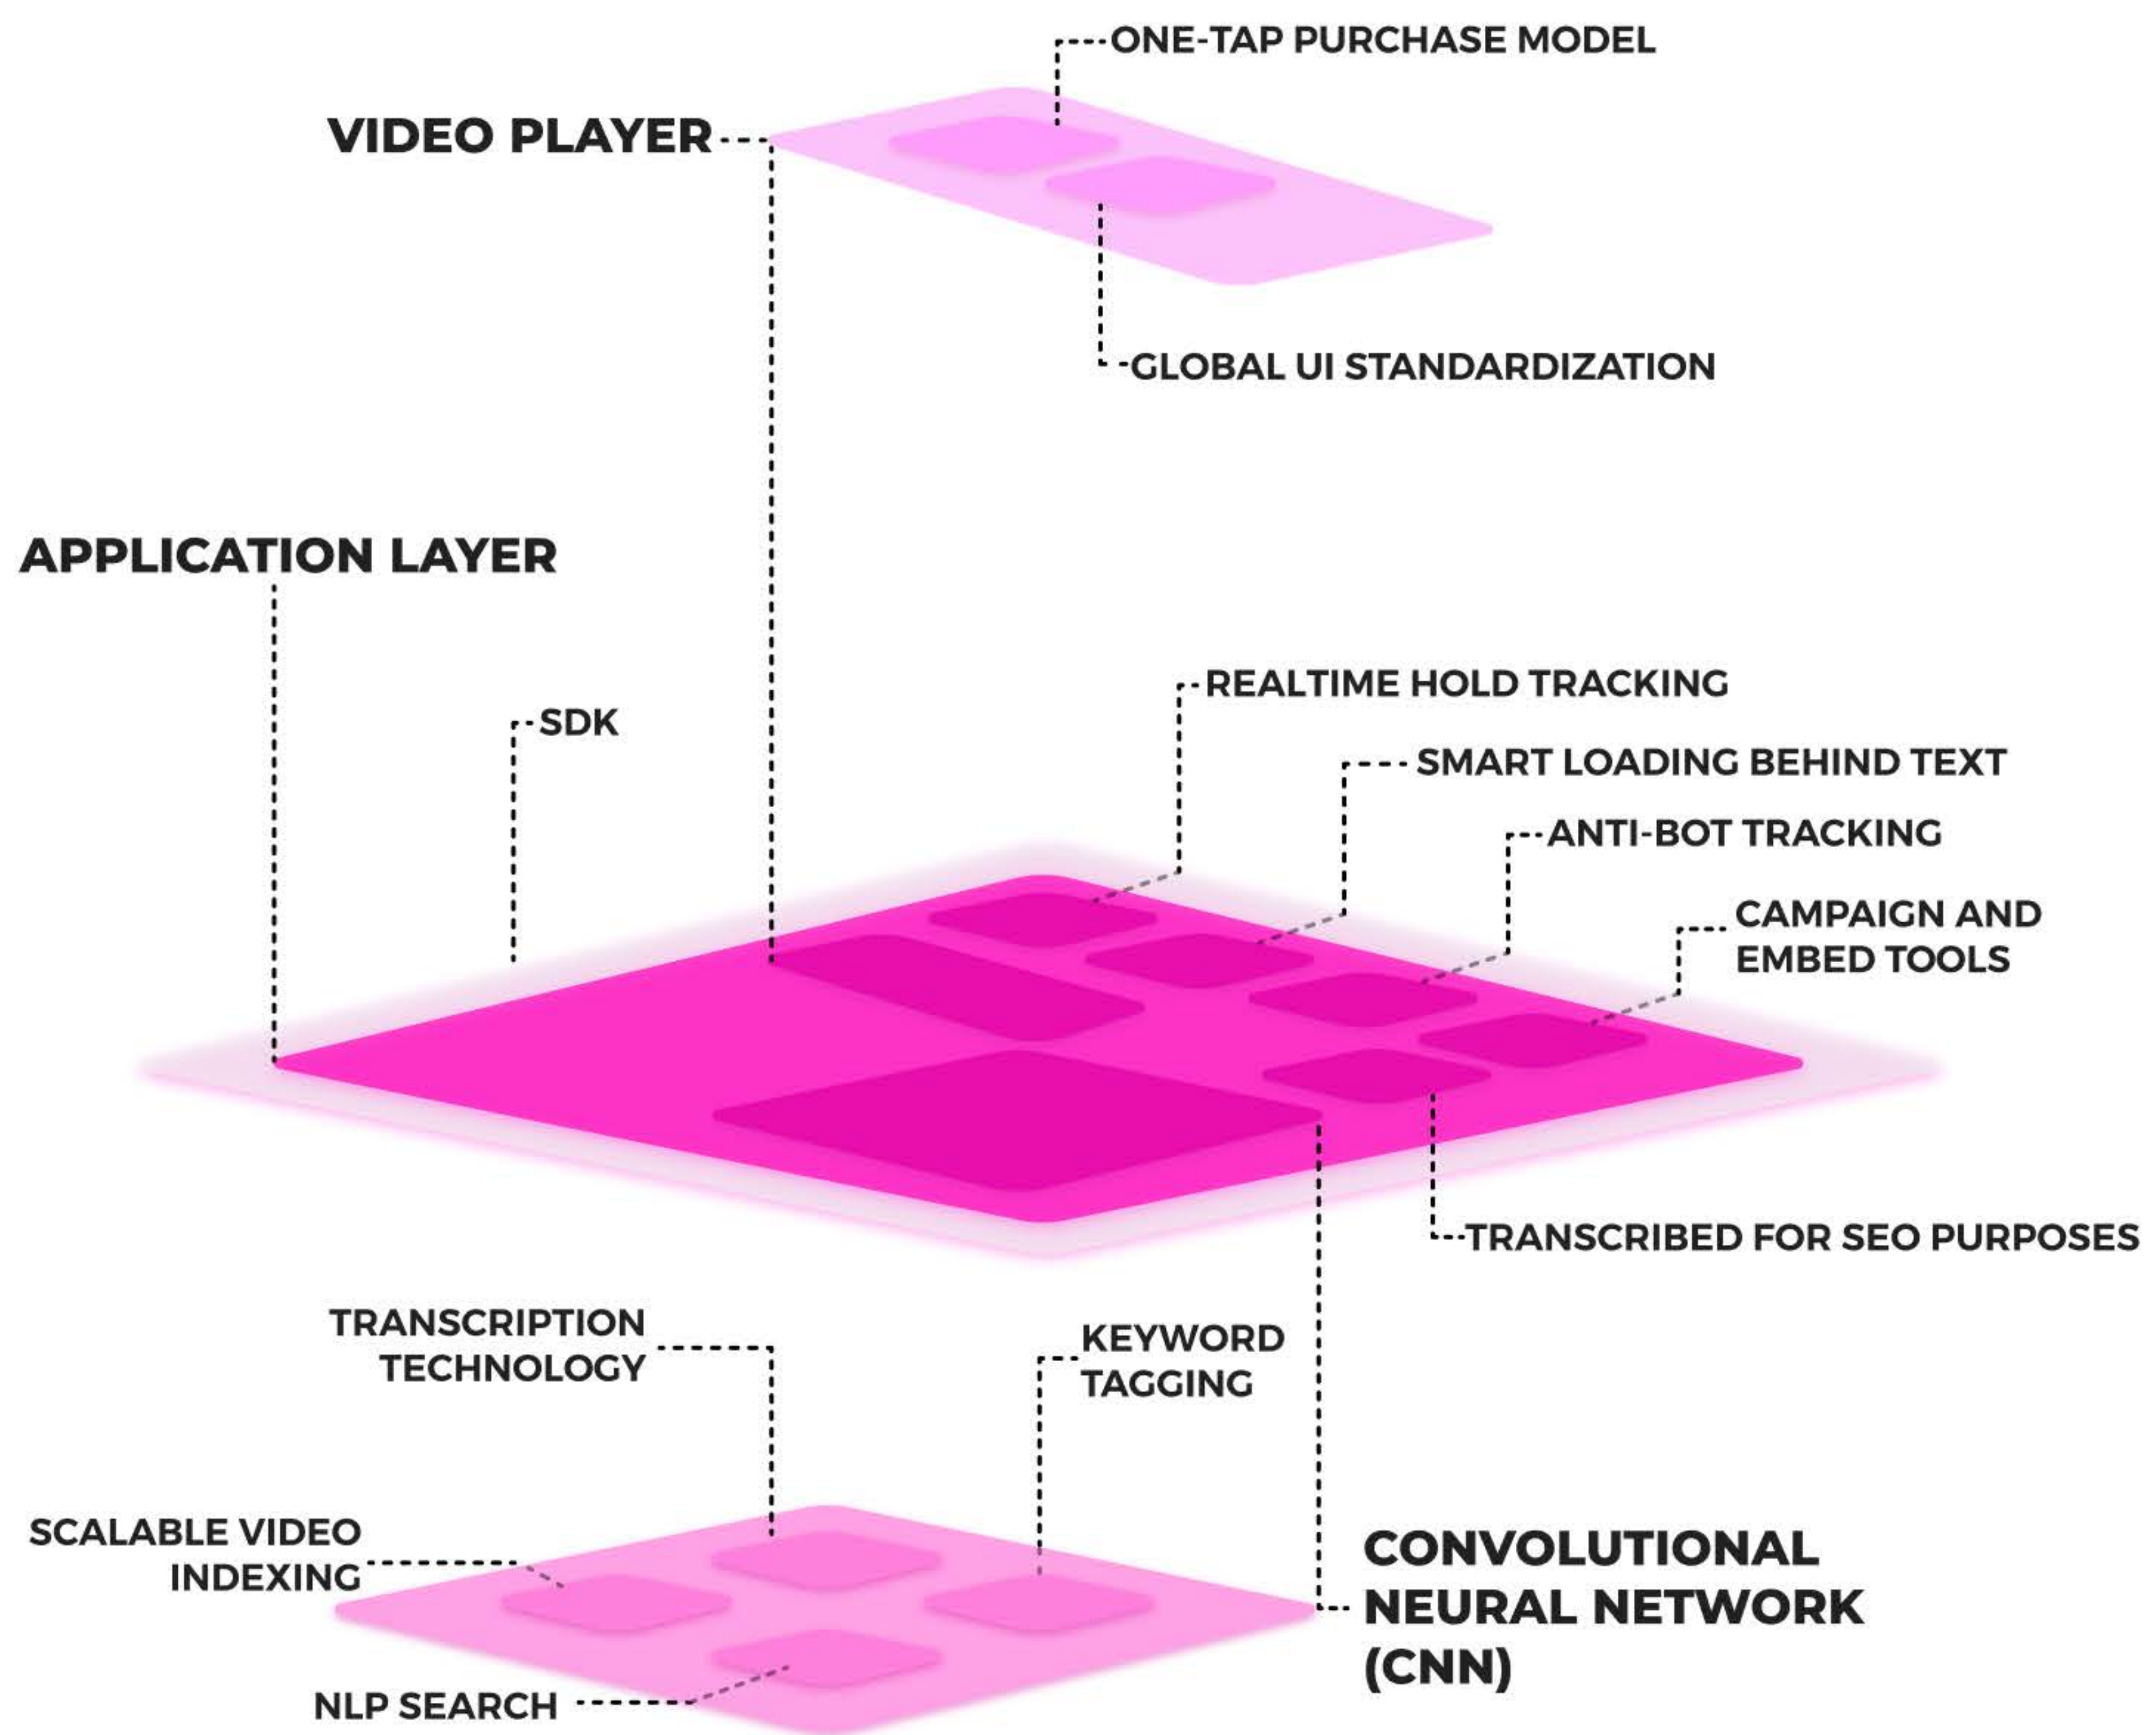 ONE-TAP PURCHASE MODEL
VIDEO PLAYER
GLOBAL UI STANDARDIZATION
APPLICATION LAYER
REALTIME HOLD TRACKING
SDK
SMART LOADING BEHIND TEXT
ANTI-BOT TRACKING
CAMPAIGN AND
EMBED TOOLS
TRANSCRIBED FOR SEO PURPOSES
TRANSCRIPTION
TECHNOLOGY
KEYWORD
TAGGING
SCALABLE VIDEO
INDEXING
CONVOLUTIONAL
NEURAL NETWORK
(CNN)
NLP SEARCH